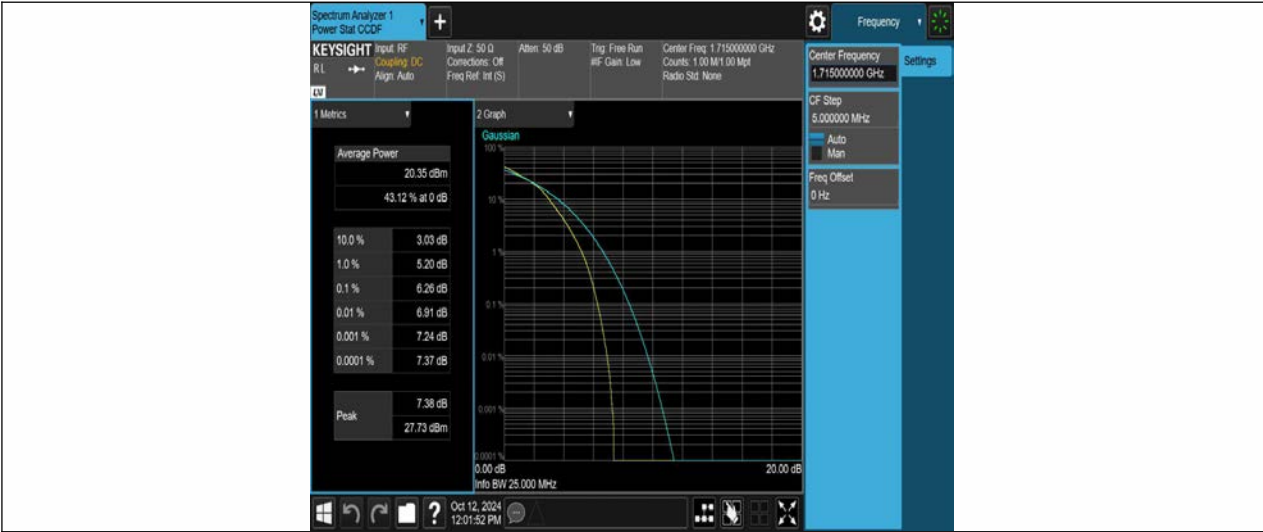 Spectrum Analyzer 1
Power Stat CCDF
+
Frequency
KEYSIGHT
RL
LXI
Input: RF
Coupling: DC
Align: Auto
Input Z: 50 Ω
Corrections: Off
Freq Ref: Int (S)
Atten: 50 dB
Trig: Free Run
#IF Gain: Low
Center Freq: 1.715000000 GHz
Counts: 1.00 M/1.00 Mpt
Radio Std: None
Center Frequency
1.715000000 GHz
Settings
CF Step
5.000000 MHz
Auto
Man
Freq Offset
0 Hz
1 Metrics
Average Power
20.35 dBm
43.12 % at 0 dB
10.0 % 3.03 dB
1.0 % 5.20 dB
0.1 % 6.26 dB
0.01 % 6.91 dB
0.001 % 7.24 dB
0.0001 % 7.37 dB
Peak
7.38 dB
27.73 dBm
2 Graph
Gaussian
100 %
10 %
1 %
0.1 %
0.01 %
0.001 %
0.0001 %
0.00 dB
20.00 dB
Info BW 25.000 MHz
?
Oct 12, 2024
12:01:52 PM